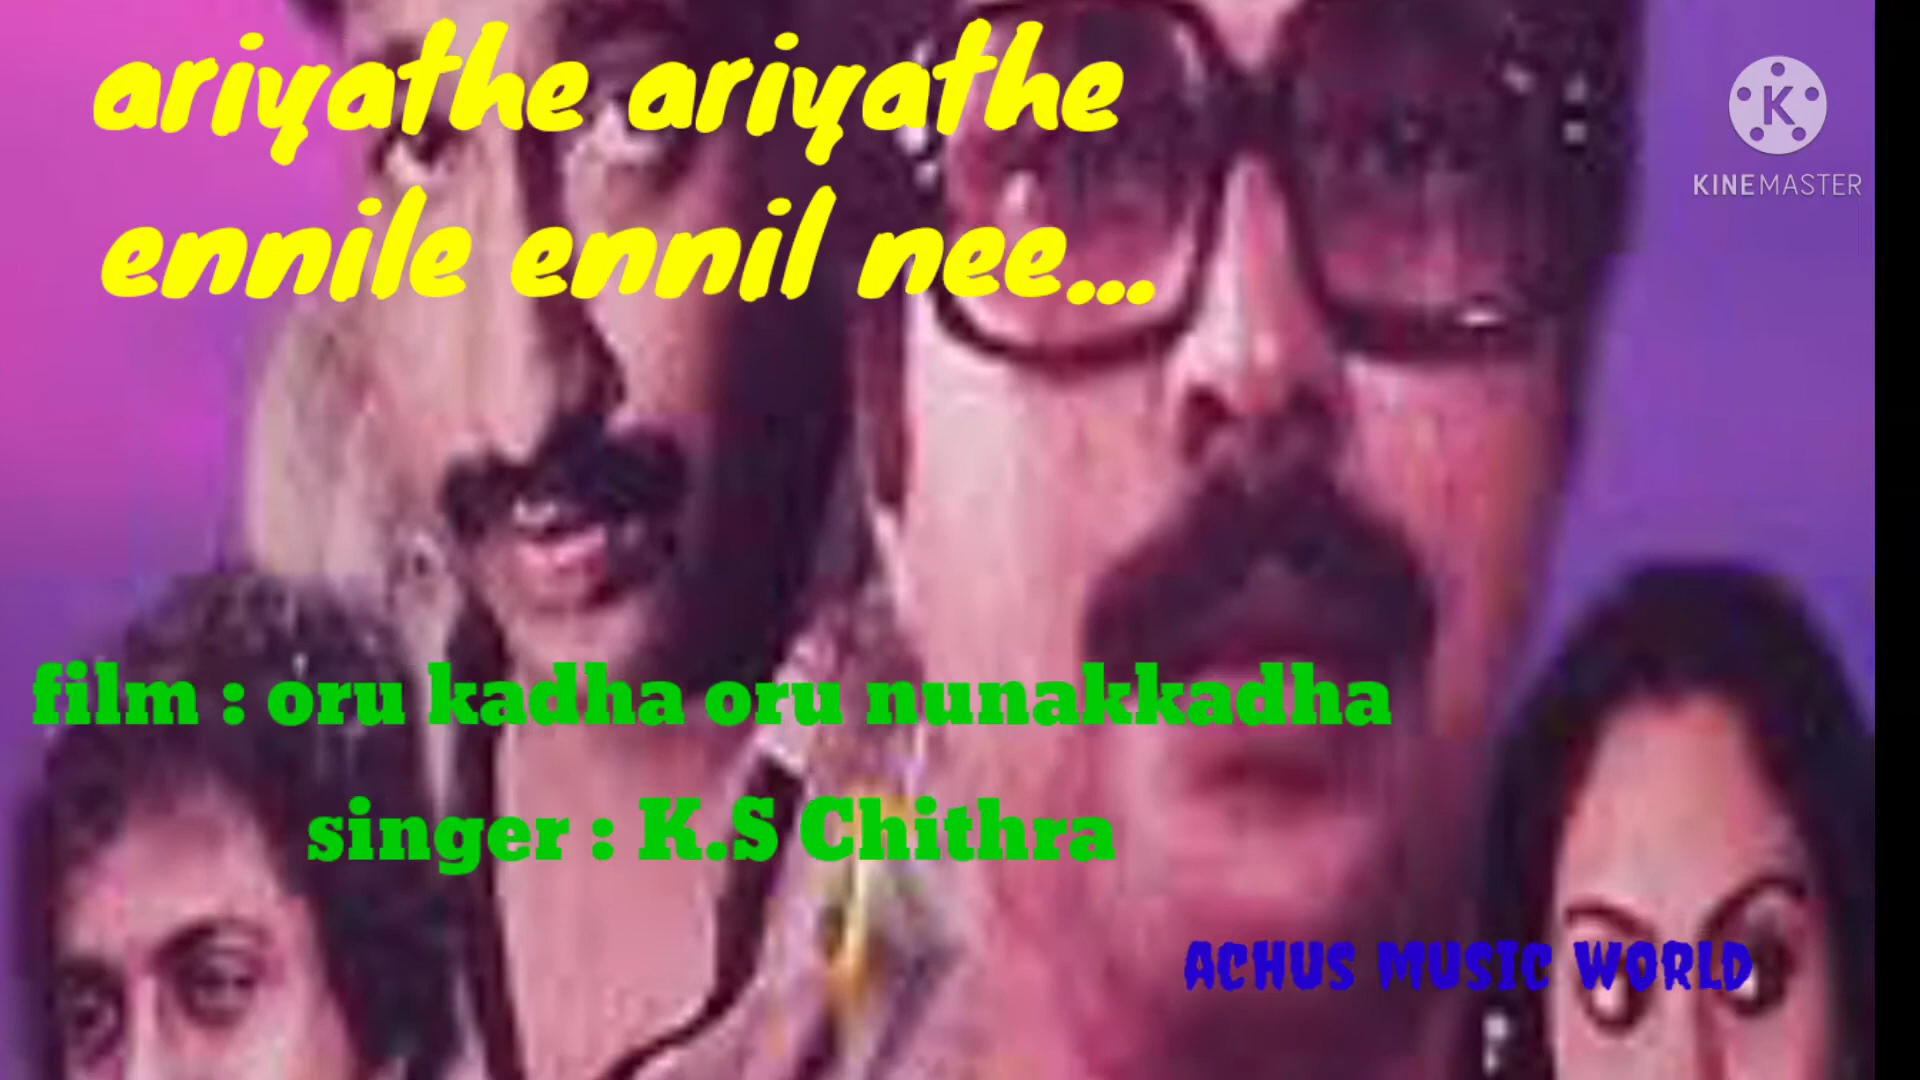 ariyathe ariyathe
K
KINEMASTER
ennile ennil nee...
film : oru kadha oru nunakkadha
singer : K.S Chithra
ACHUS MUSIC WORLD